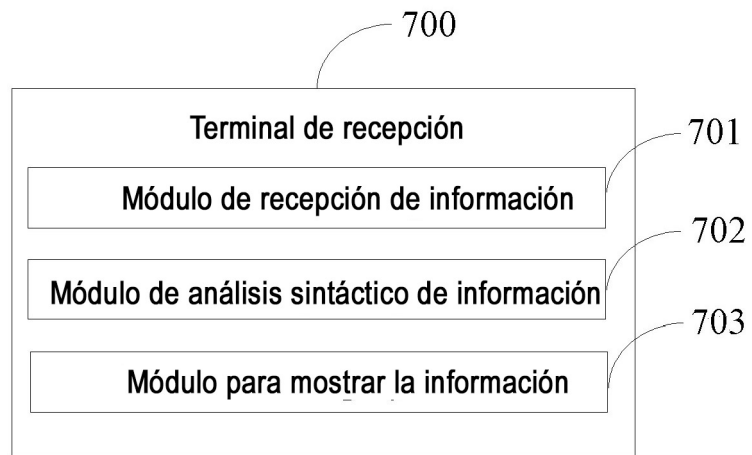 700
Terminal de recepción
701
Módulo de recepción de información
702
Módulo de análisis sintáctico de información
703
Módulo para mostrar la información